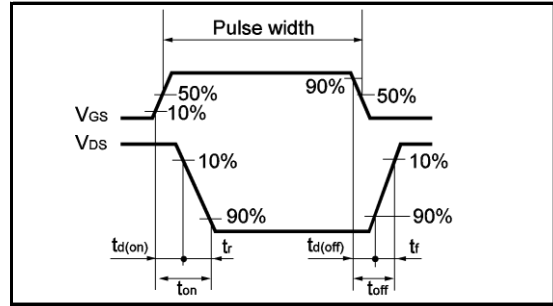 Pulse width
90%
50%
50%
10%
VGS
VDS
10%
10%
90%
90%
td(on)
tr
td(off)
tf
ton
toff